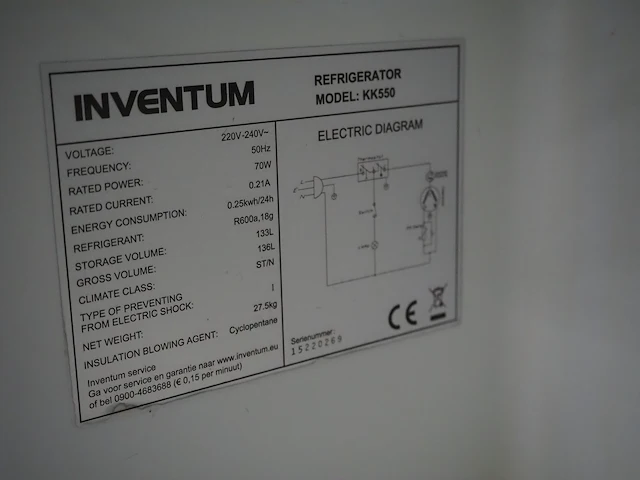 INVENTUM
REFRIGERATOR
MODEL: KK550
VOLTAGE: 220V-240V~
FREQUENCY: 50Hz
RATED POWER: 70W
RATED CURRENT: 0.21A
ENERGY CONSUMPTION: 0.25kwh/24h
REFRIGERANT: R600a,18g
STORAGE VOLUME: 133L
GROSS VOLUME: 136L
CLIMATE CLASS: ST/N
TYPE OF PREVENTING
FROM ELECTRIC SHOCK: I
NET WEIGHT: 27.5kg
INSULATION BLOWING AGENT: Cyclopentane
Inventum service
Ga voor service en garantie naar www.inventum.eu
of bel 0900-4683688 (€ 0,15 per minuut)
ELECTRIC DIAGRAM
CE
Serienummer:
15220269